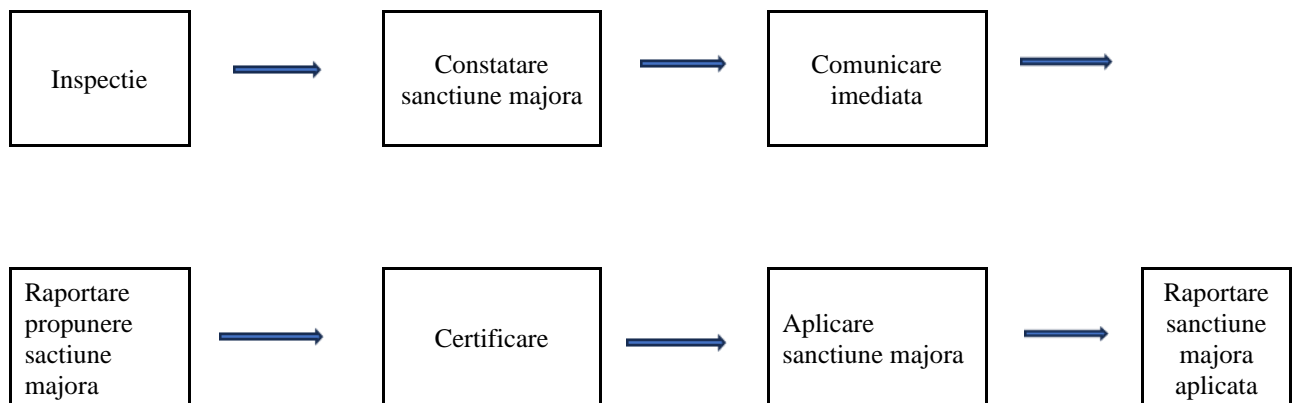 Inspectie
Constatare
sanctiune majora
Comunicare
imediata
Raportare
propunere
sactiune
majora
Certificare
Aplicare
sanctiune majora
Raportare
sanctiune
majora
aplicata